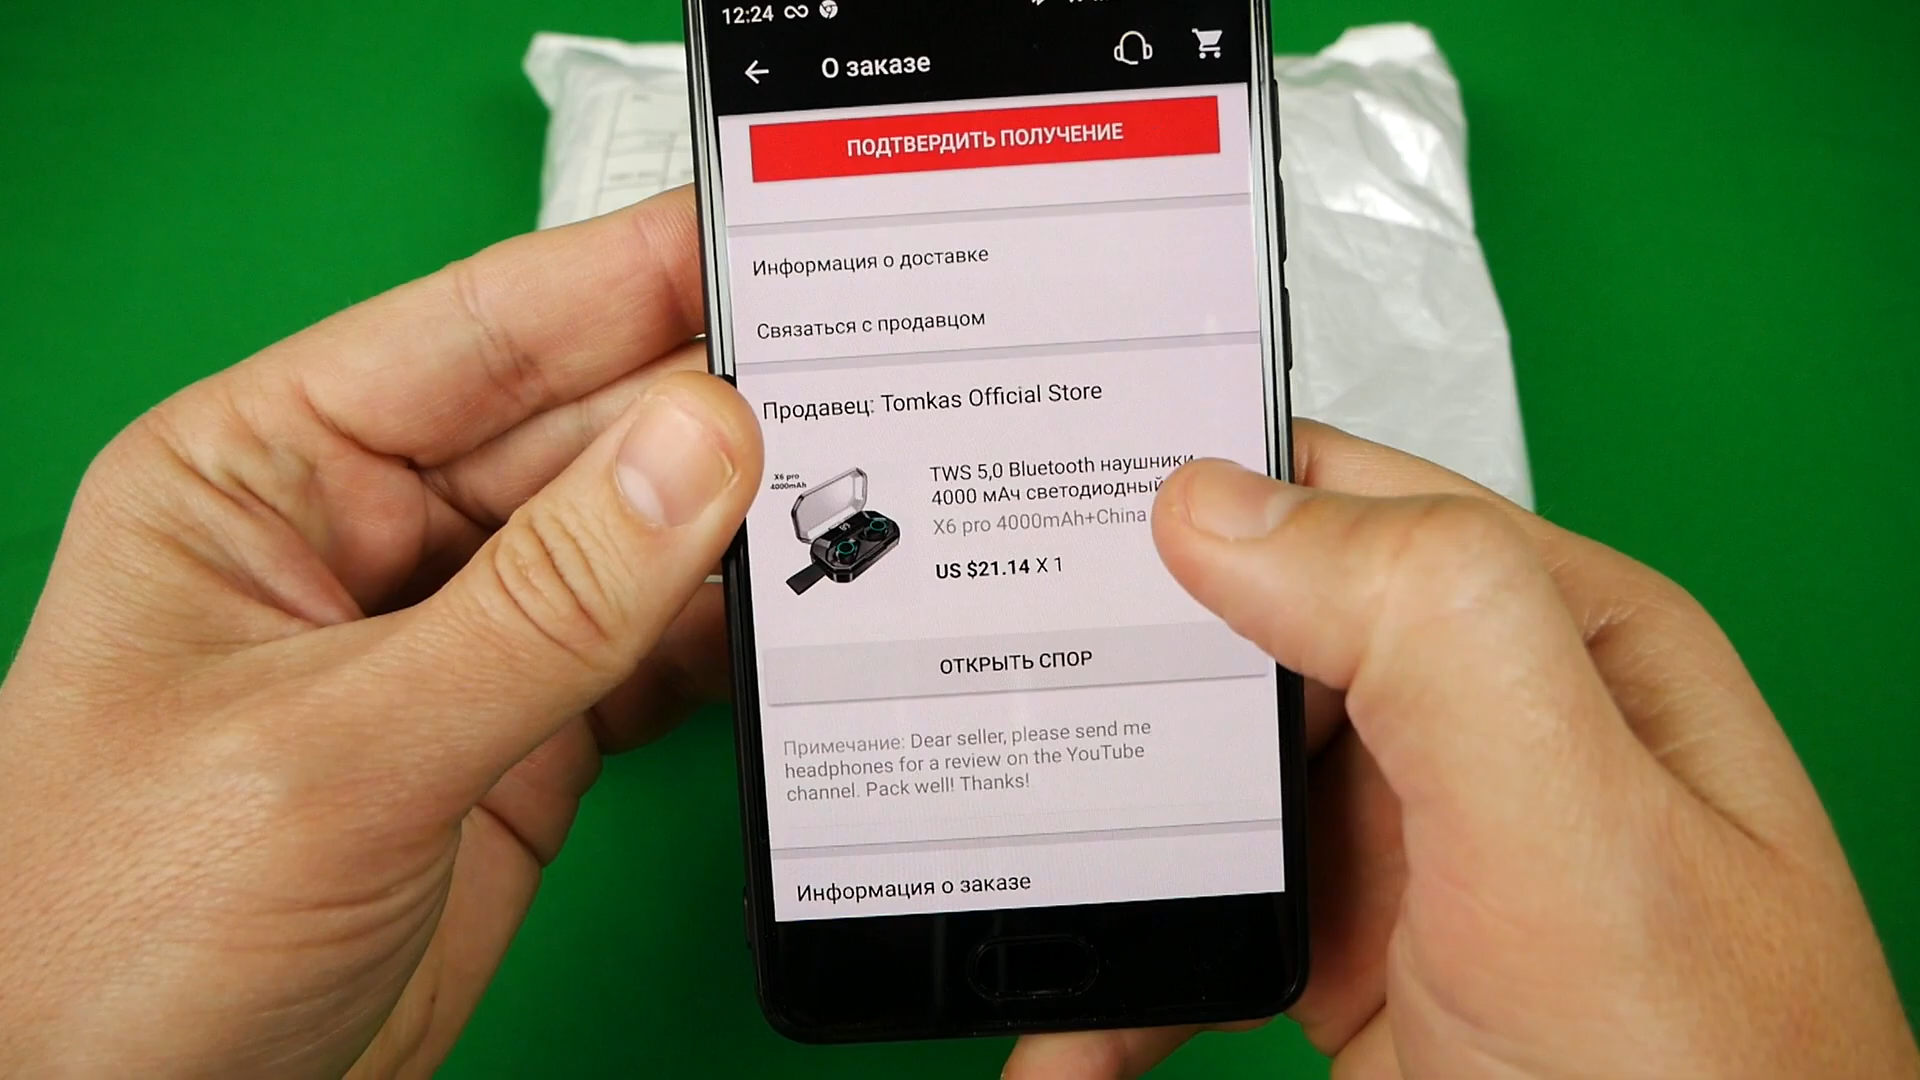 12:24
О заказе
ПОДТВЕРДИТЬ ПОЛУЧЕНИЕ
Информация о доставке
Связаться с продавцом
Продавец: Tomkas Official Store
X6 pro
4000mAh
TWS 5,0 Bluetooth наушники
4000 мАч светодиодный
X6 pro 4000mAh+China
US $21.14 X 1
ОТКРЫТЬ СПОР
Примечание: Dear seller, please send me
headphones for a review on the YouTube
channel. Pack well! Thanks!
Информация о заказе